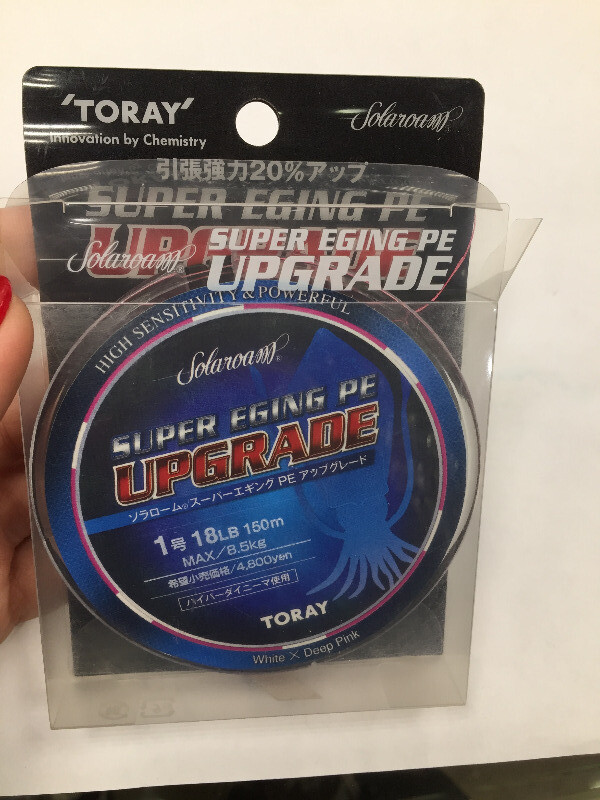 'TORAY'
Innovation by Chemistry
Solaroam
引張強力20%アップ
SUPER EGING PE
UPGRADE
Solaroam®
SUPER EGING PE
UPGRADE
HIGH SENSITIVITY & POWERFUL
Solaroam®
SUPER EGING PE
UPGRADE
ソラローム®スーパーエギング PE アップグレード
1号 18LB 150m
MAX/8.5kg
希望小売価格/4,800yen
ハイパーダイニーマ使用
TORAY
White × Deep Pink